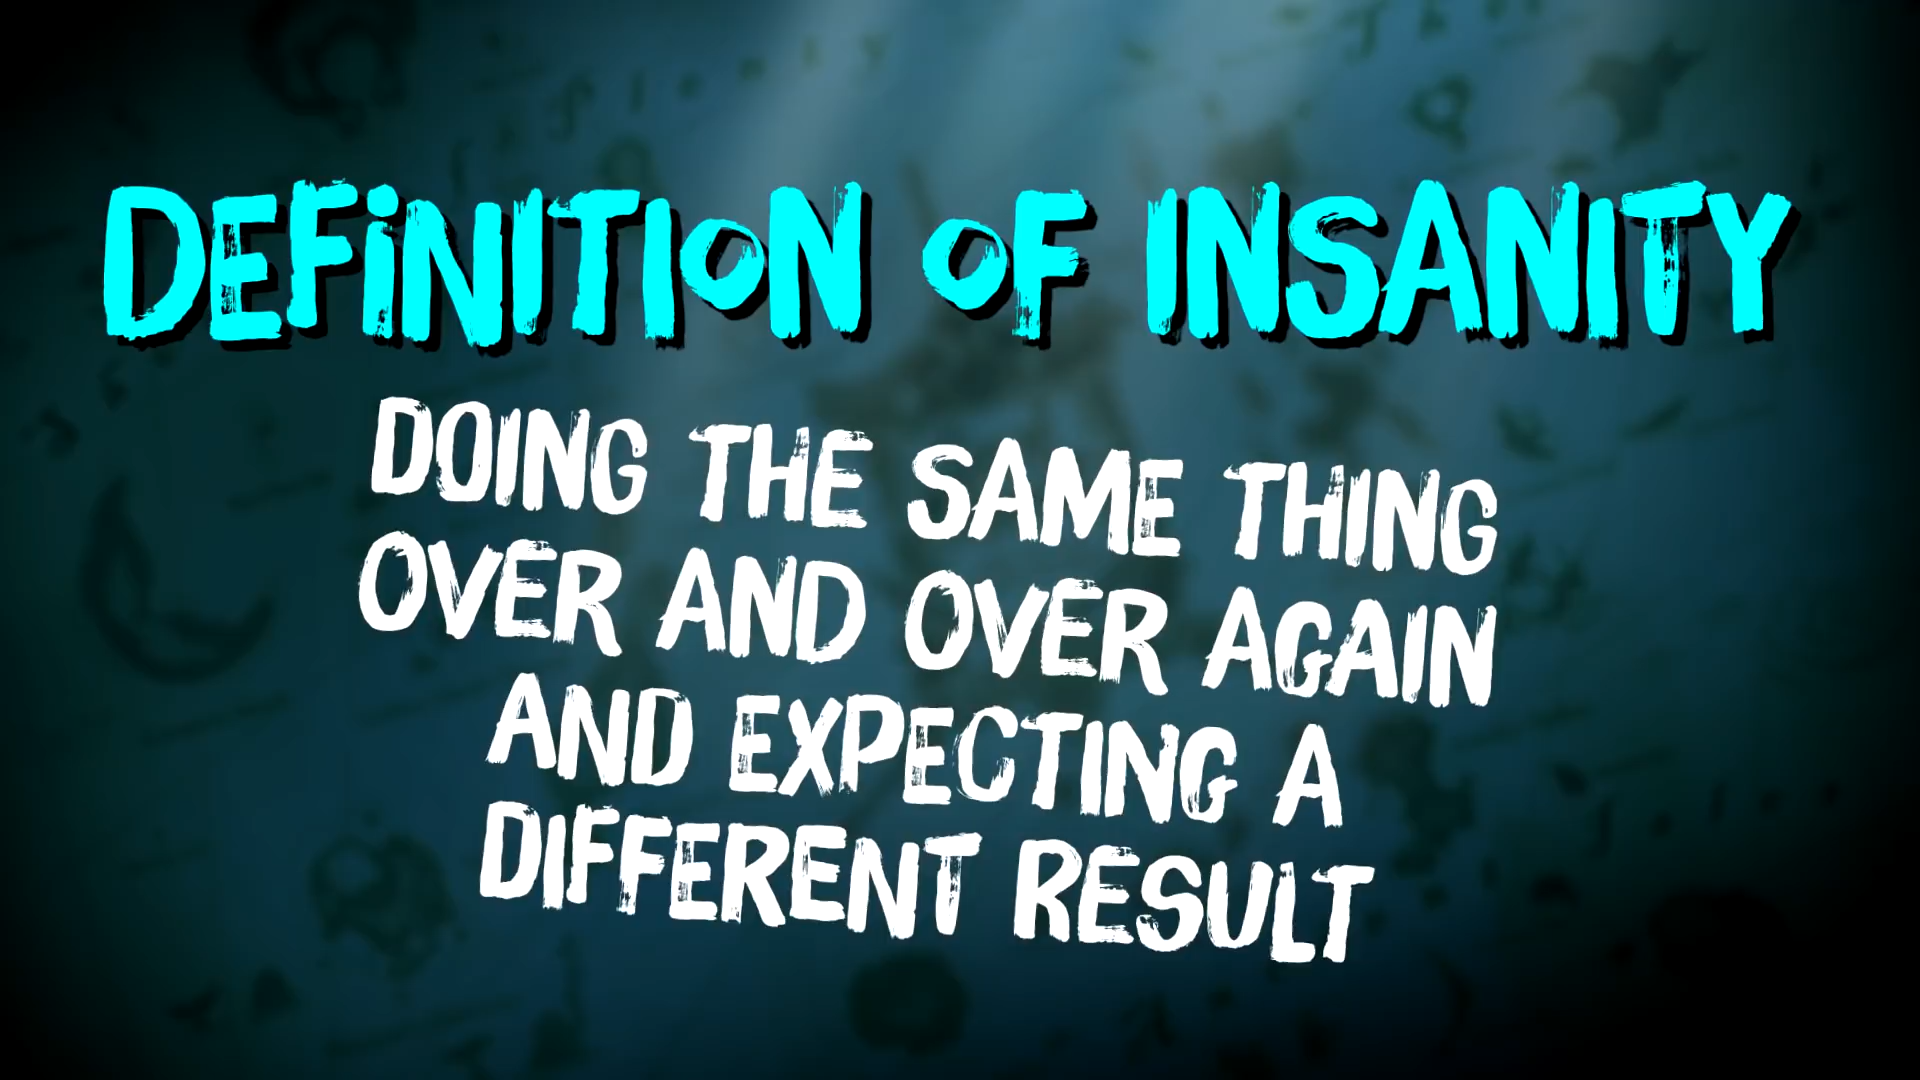 DEFINITION OF INSANITY
DOING THE SAME THING
OVER AND OVER AGAIN
AND EXPECTING A
DIFFERENT RESULT